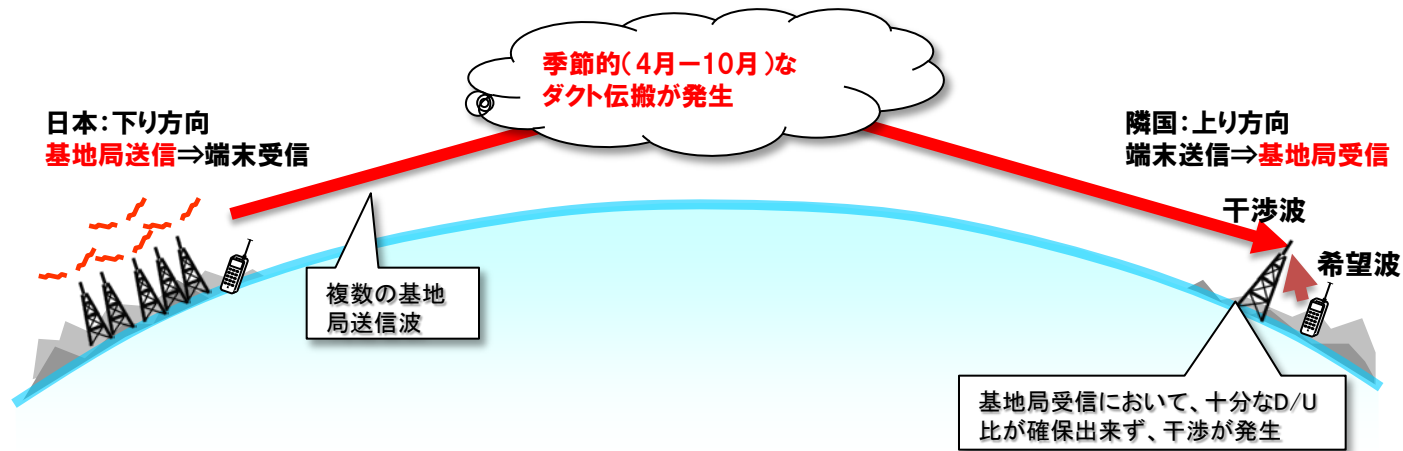 季節的(4月ー10月)な
ダクト伝搬が発生
日本:下り方向
基地局送信⇒端末受信
隣国:上り方向
端末送信⇒基地局受信
干渉波
希望波
複数の基地
局送信波
基地局受信において、十分なD/U
比が確保出来ず、干渉が発生